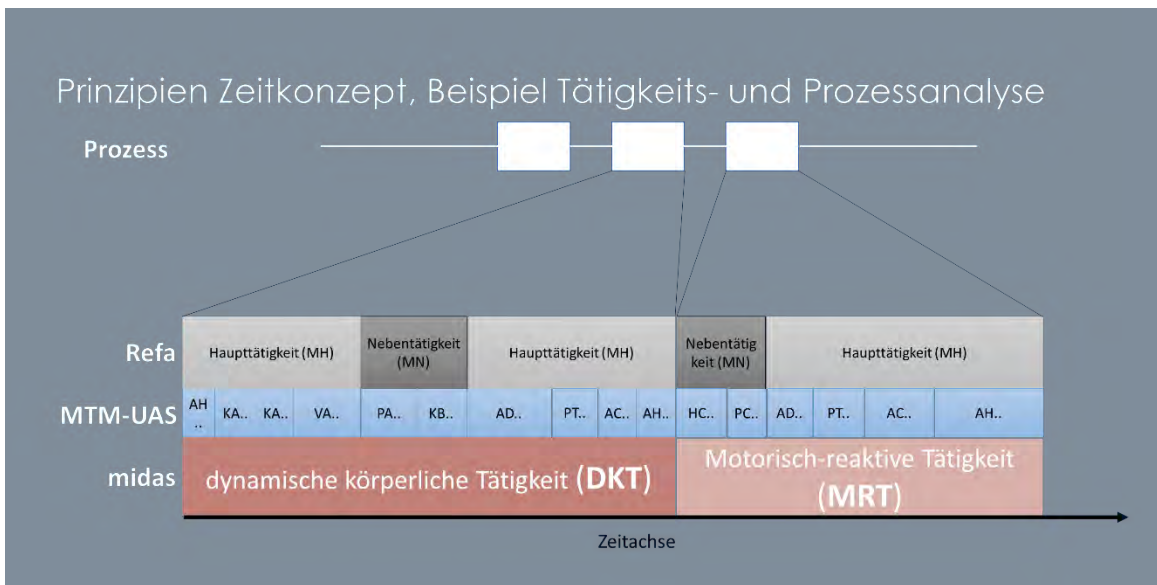 Prinzipien Zeitkonzept, Beispiel Tätigkeits- und Prozessanalyse
Prozess
Refa
Haupttätigkeit (MH)
Nebentätigkeit
(MN)
Haupttätigkeit (MH)
Nebentätig
keit (MN)
Haupttätigkeit (MH)
MTM-UAS
AH
..
KA..
KA..
VA..
PA..
KB..
AD..
PT..
AC..
AH..
HC..
PC..
AD..
PT..
AC..
AH..
midas
dynamische körperliche Tätigkeit (DKT)
Motorisch-reaktive Tätigkeit
(MRT)
Zeitachse